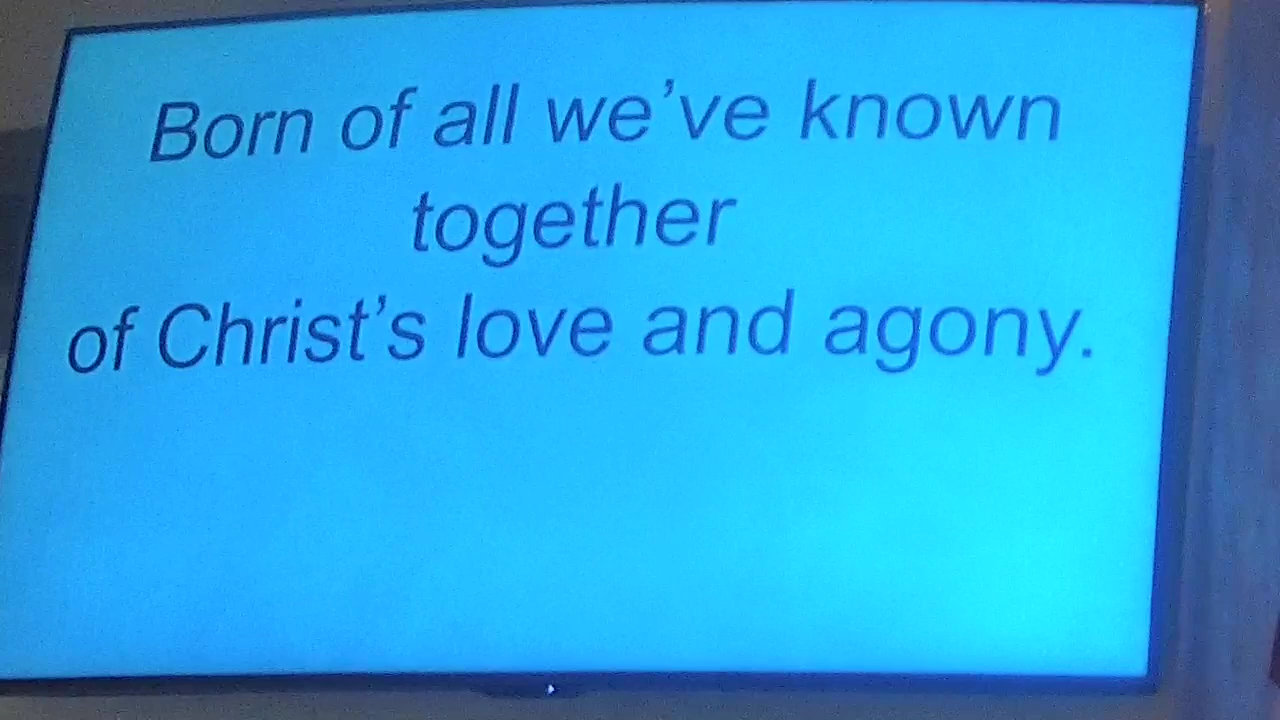 Born of all we've known
together
of Christ's love and agony.